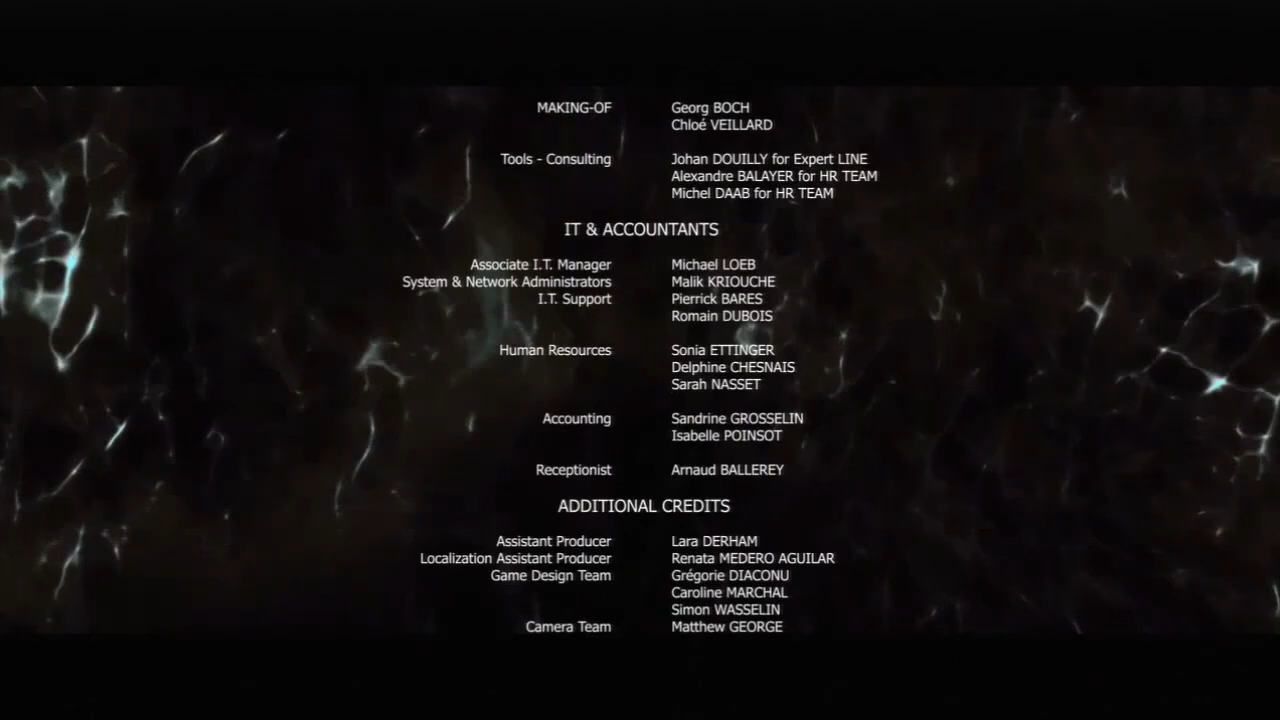 MAKING-OF Georg BOCH
Chloé VEILLARD
Tools - Consulting Johan DOUILLY for Expert LINE
Alexandre BALAYER for HR TEAM
Michel DAAB for HR TEAM
IT & ACCOUNTANTS
Associate I.T. Manager Michael LOEB
System & Network Administrators Malik KRIOUCHE
I.T. Support Pierrick BARES
Romain DUBOIS
Human Resources Sonia ETTINGER
Delphine CHESNAIS
Sarah NASSET
Accounting Sandrine GROSSELIN
Isabelle POINSOT
Receptionist Arnaud BALLEREY
ADDITIONAL CREDITS
Assistant Producer Lara DERHAM
Localization Assistant Producer Renata MEDERO AGUILAR
Game Design Team Grégorie DIACONU
Caroline MARCHAL
Simon WASSELIN
Camera Team Matthew GEORGE